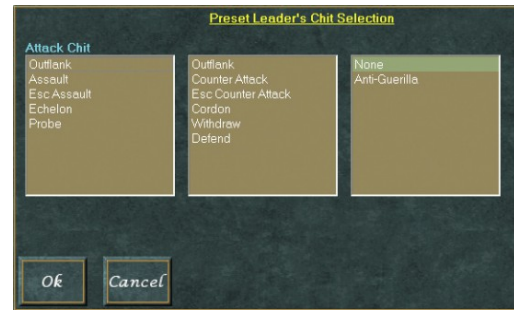 Preset Leader's Chit Selection
Attack Chit
Outflank
Assault
Esc Assault
Echelon
Probe
Outflank
Counter Attack
Esc Counter Attack
Cordon
Withdraw
Defend
None
Anti-Guerilla
Ok
Cancel